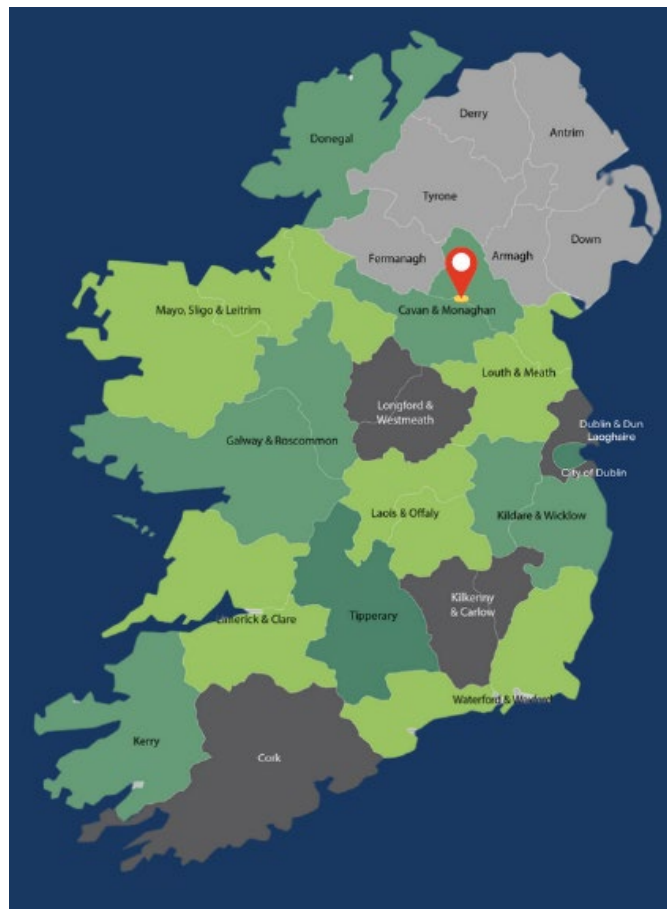 Derry
Antrim
Donegal
Tyrone
Down
Fermanagh
Armagh
Mayo, Sligo & Leitrim
Cavan & Monaghan
Louth & Meath
Longford &
Westmeath
Dublin & Dun
Laoghaire
Galway & Roscommon
City of Dublin
Laois & Offaly
Kildare & Wicklow
Kilkenny
& Carlow
Tipperary
Limerick & Clare
Waterford & Wexford
Kerry
Cork